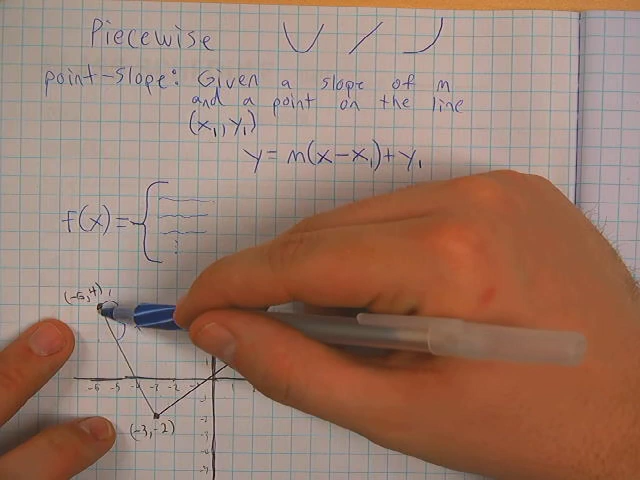 Piecewise
point-slope: Given a slope of m
and a point on the line
(x₁, y₁)
y = m(x - x₁) + y₁
f(x) = {
(-6, 4)
-6 -5 -4 -3 -2 -1
(-3, -2)